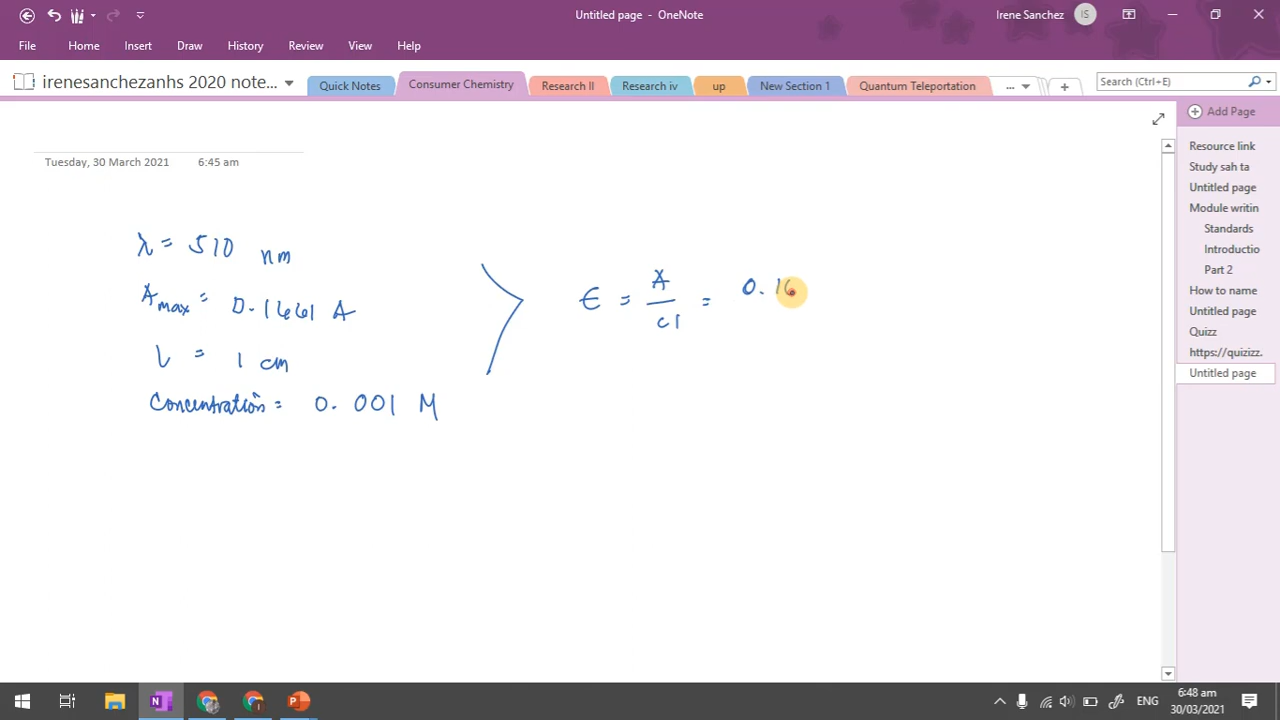 Untitled page - OneNote
Irene Sanchez IS
File Home Insert Draw History Review View Help
irenesanchezanhs 2020 note... Quick Notes Consumer Chemistry Research II Research iv up New Section 1 Quantum Teleportation ... + Search (Ctrl+E)
Add Page
Resource link
Study sah ta
Untitled page
Module writin
Standards
Introductio
Part 2
How to name
Untitled page
Quizz
https://quizizz.
Untitled page
Tuesday, 30 March 2021 6:45 am
λ = 510 nm
Amax = 0.1661 A
l = 1 cm
Concentration = 0.001 M
ϵ = A/cl = 0.16
ENG
6:48 am
30/03/2021